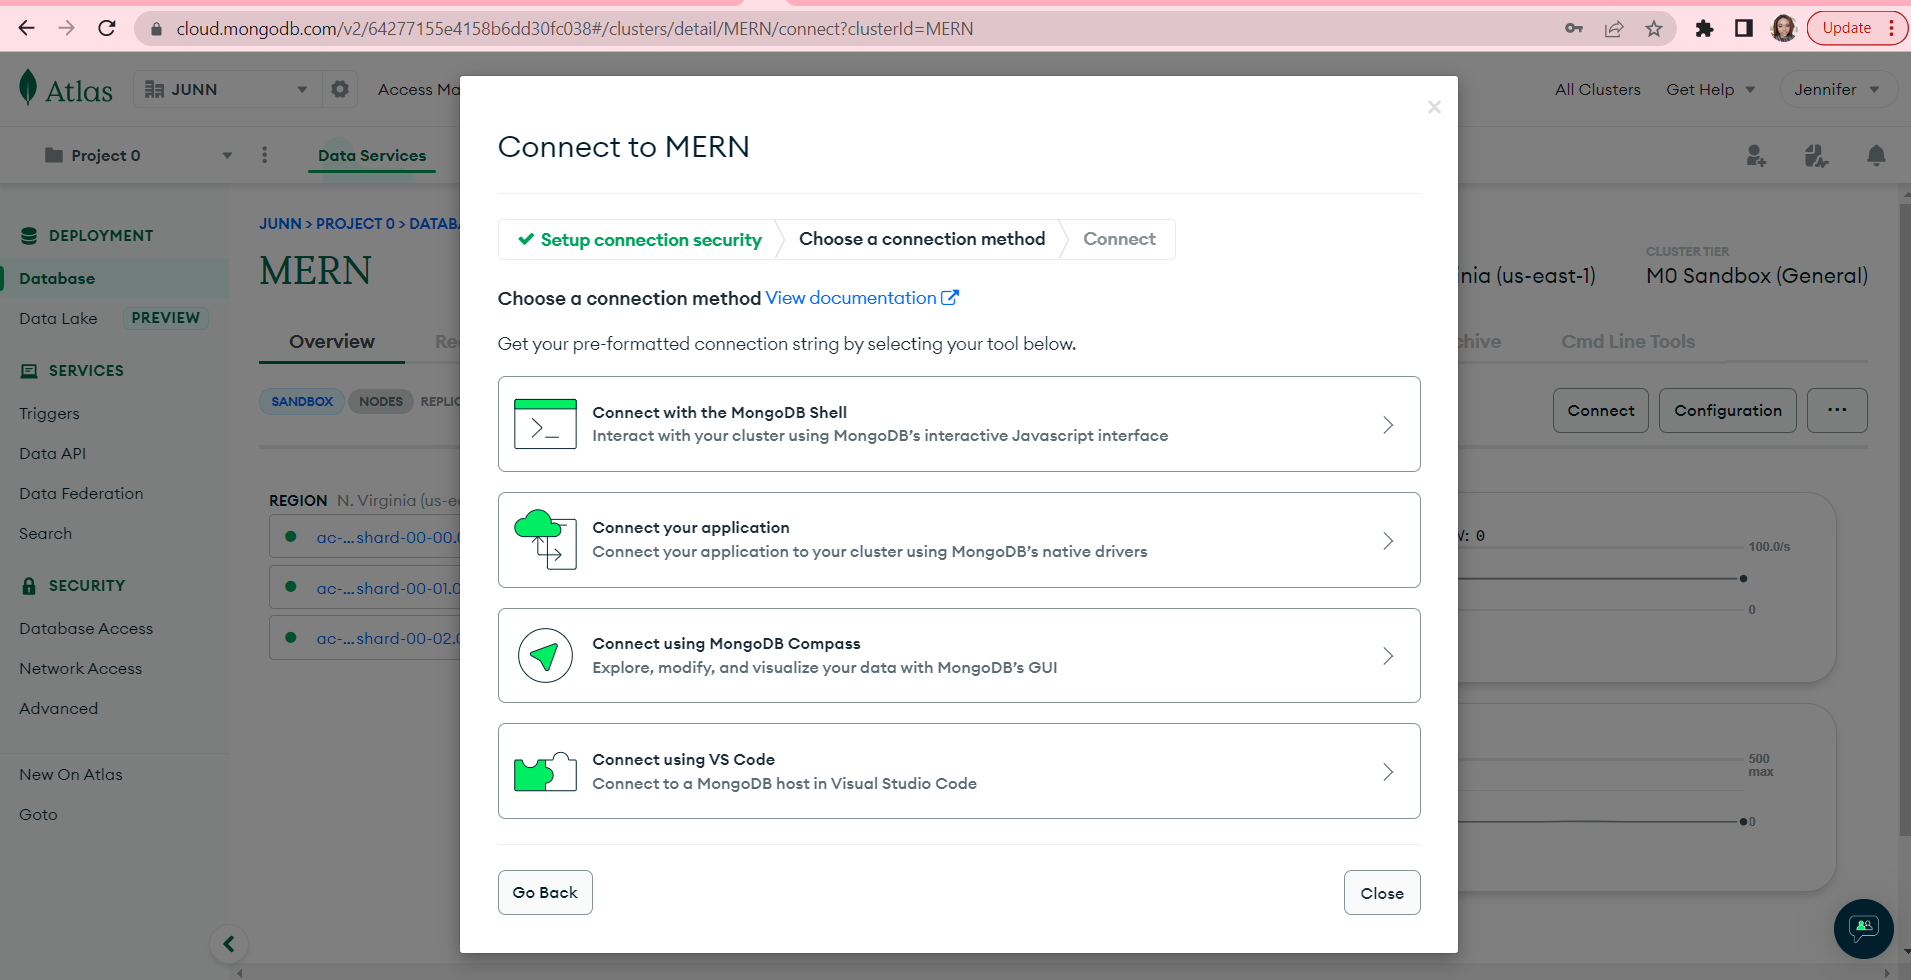 cloud.mongodb.com/v2/64277155e4158b6dd30fc038#/clusters/detail/MERN/connect?clusterId=MERN
Update
Atlas
JUNN
Access Ma
All Clusters
Get Help
Jennifer
Project 0
Data Services
DEPLOYMENT
Database
Data Lake PREVIEW
SERVICES
Triggers
Data API
Data Federation
Search
SECURITY
Database Access
Network Access
Advanced
New On Atlas
Goto
JUNN > PROJECT 0 > DATABA
MERN
Overview
Re
SANDBOX NODES REPLIC
REGION N. Virginia (us-ea
ac-...shard-00-00.
ac-...shard-00-01.0
ac-...shard-00-02.
Connect to MERN
Setup connection security
Choose a connection method
Connect
Choose a connection method View documentation
Get your pre-formatted connection string by selecting your tool below.
Connect with the MongoDB Shell
Interact with your cluster using MongoDB's interactive Javascript interface
Connect your application
Connect your application to your cluster using MongoDB's native drivers
Connect using MongoDB Compass
Explore, modify, and visualize your data with MongoDB's GUI
Connect using VS Code
Connect to a MongoDB host in Visual Studio Code
Go Back
Close
CLUSTER TIER
nia (us-east-1)
M0 Sandbox (General)
chive
Cmd Line Tools
Connect
Configuration
...
: 0
100.0/s
0
500
max
0